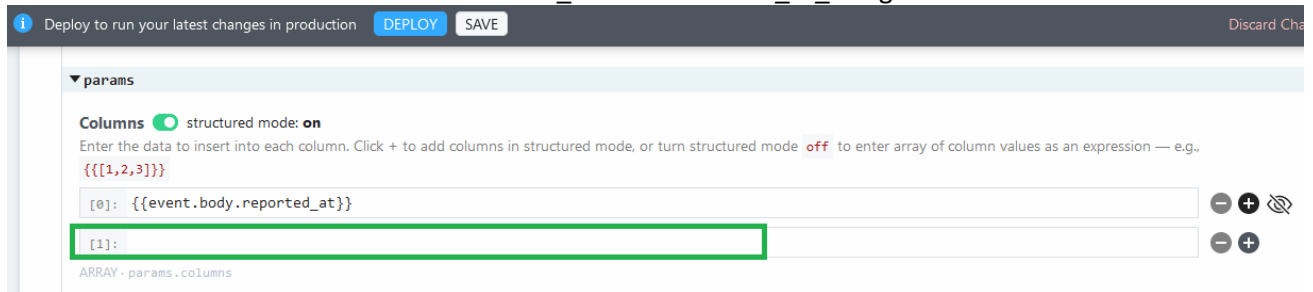 Deploy to run your latest changes in production DEPLOY SAVE Discard Cha
params
Columns structured mode: on
Enter the data to insert into each column. Click + to add columns in structured mode, or turn structured mode off to enter array of column values as an expression — e.g.,
{{[1,2,3]}}
[0]: {{event.body.reported_at}}
[1]:
ARRAY · params.columns